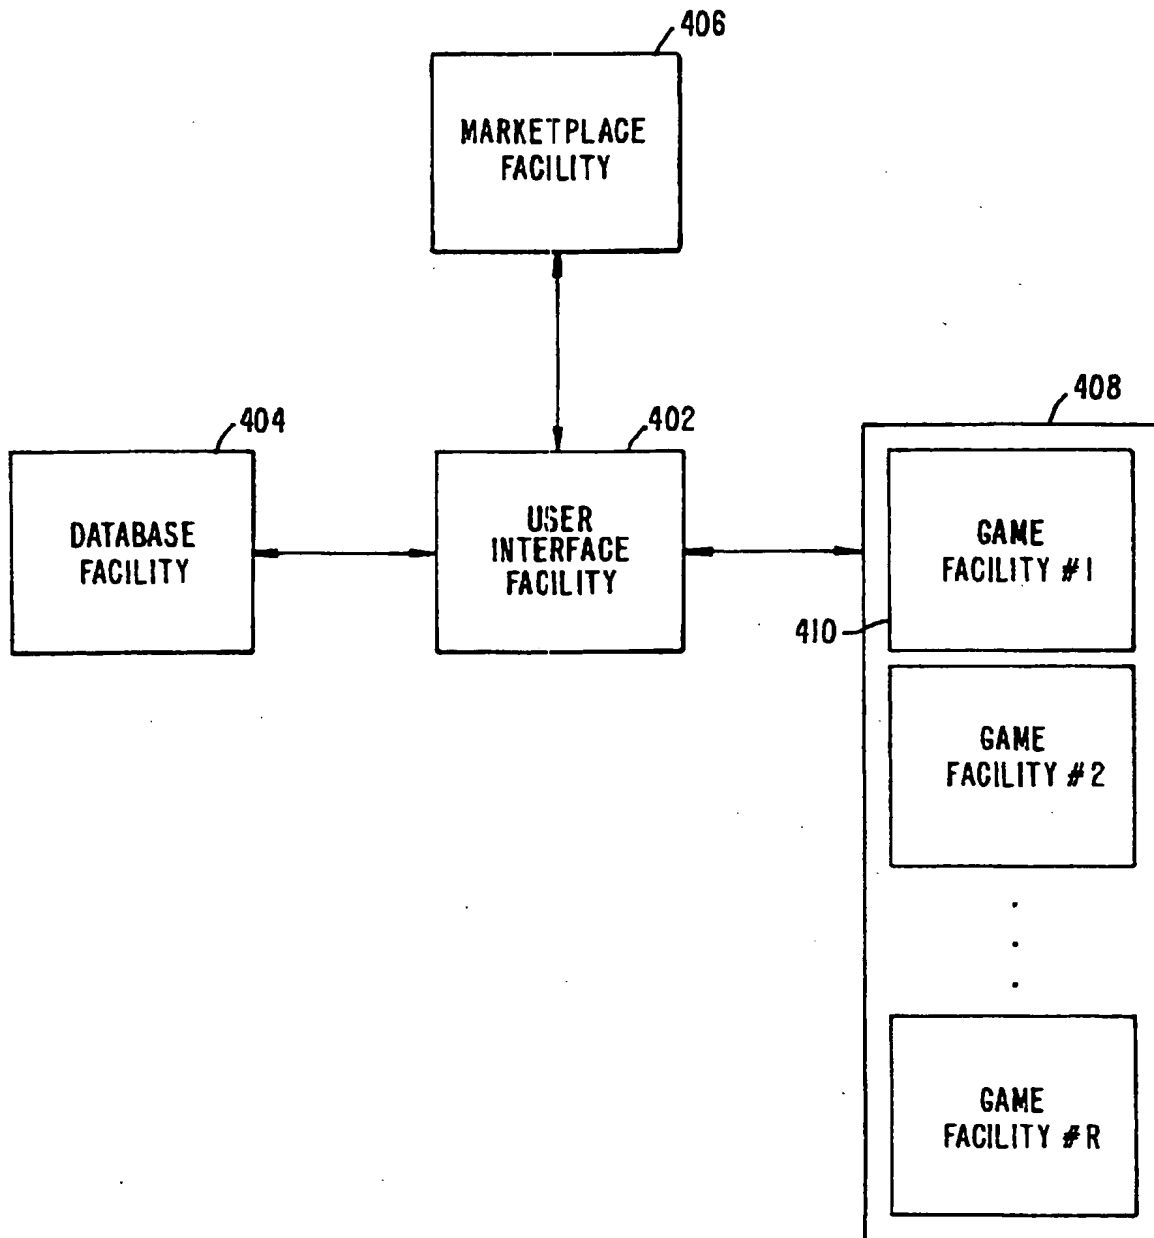 406
MARKETPLACE
FACILITY
408
404
402
DATABASE
FACILITY
USER
INTERFACE
FACILITY
GAME
FACILITY #1
410
GAME
FACILITY #2
GAME
FACILITY #R